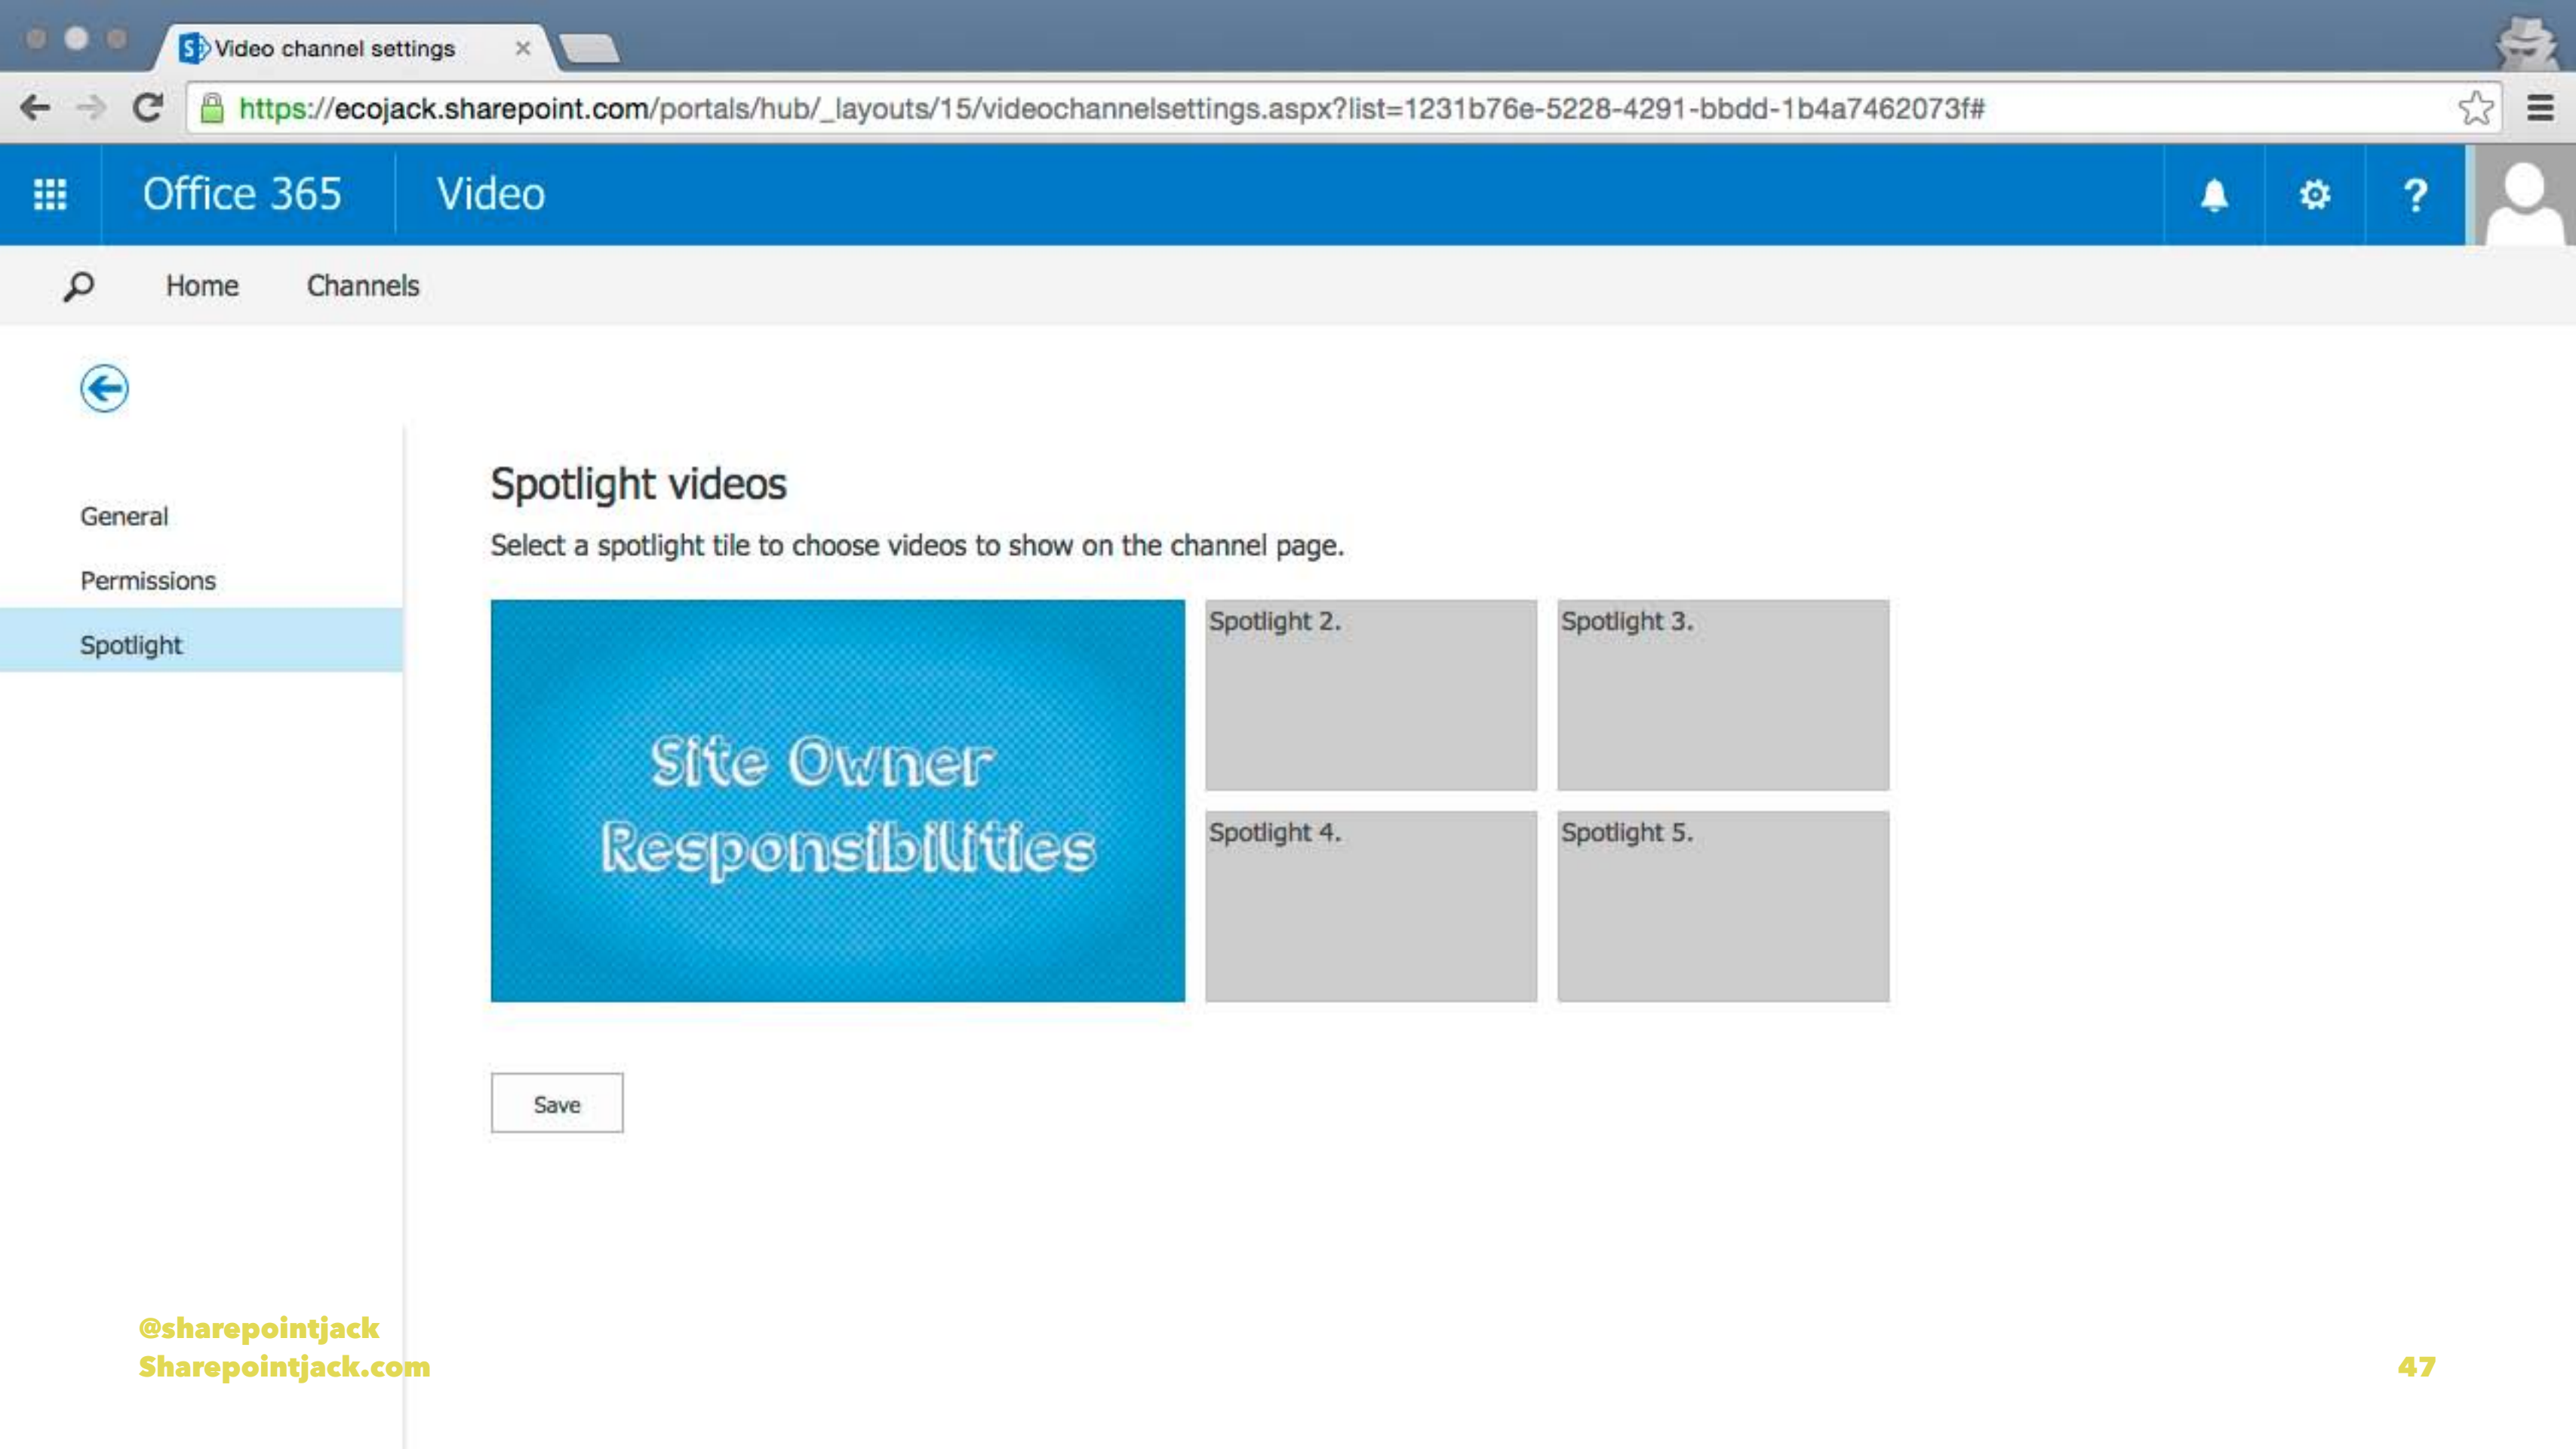 Video channel settings
https://ecojack.sharepoint.com/portals/hub/_layouts/15/videochannelsettings.aspx?list=1231b76e-5228-4291-bbdd-1b4a7462073f#
Office 365 Video
Home Channels
General
Permissions
Spotlight
Spotlight videos
Select a spotlight tile to choose videos to show on the channel page.
Site Owner
Responsibilities
Spotlight 2.
Spotlight 3.
Spotlight 4.
Spotlight 5.
Save
@sharepointjack
Sharepointjack.com
47